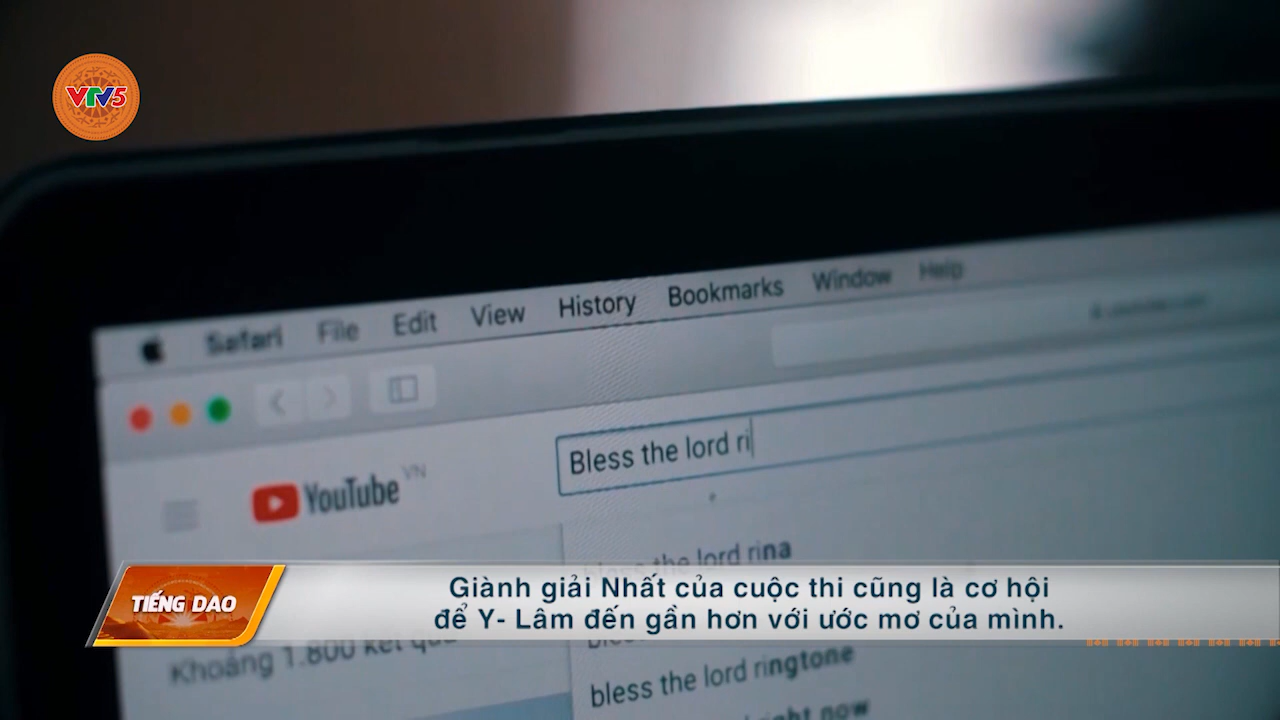 VTV5
Safari File Edit View History Bookmarks Window Help
YouTube VN
Bless the lord ri
bless the lord rina
Giành giải Nhất của cuộc thi cũng là cơ hội
TIẾNG DAO
để Y- Lâm đến gần hơn với ước mơ của mình.
Khoảng 1.800 kết quả
bless the lord ringtone
right now